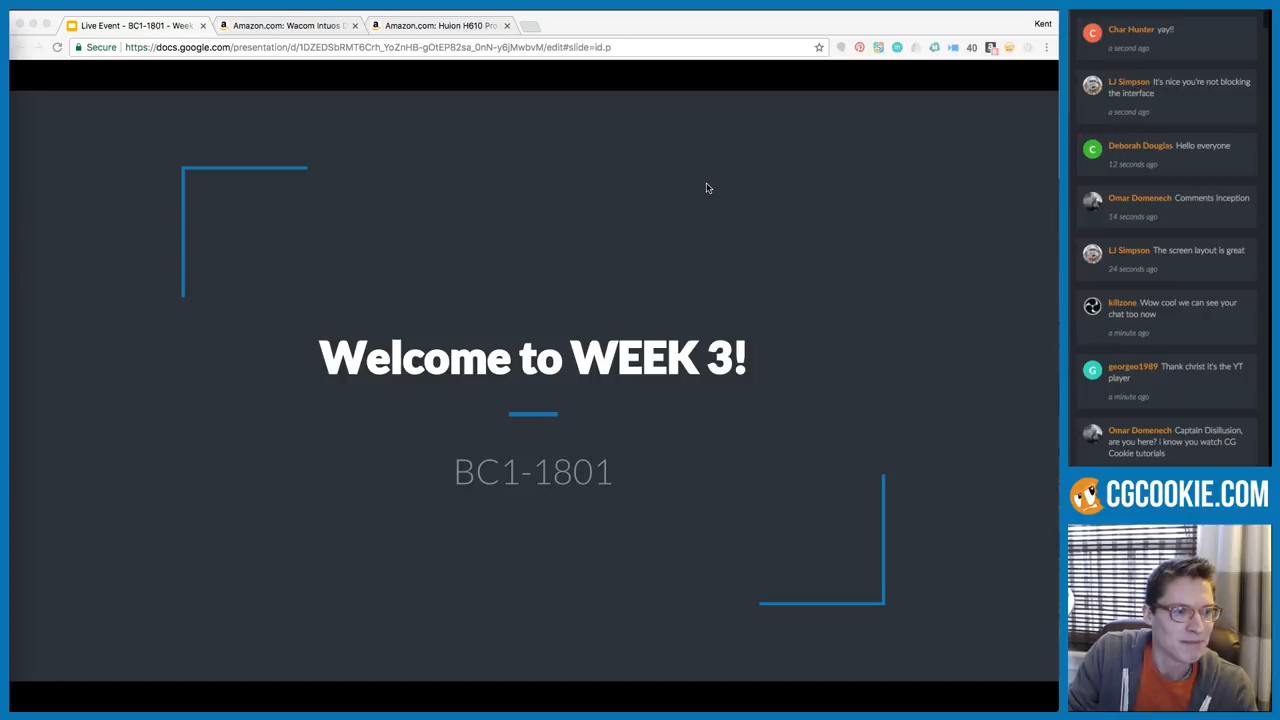 Live Event - BC1-1801 - Week
Amazon.com: Wacom Intuos D
Amazon.com: Huion H610 Pro
Kent
Secure
https://docs.google.com/presentation/d/1DZEDSbRMT6Crh_YoZnHB-gOtEP82sa_0nN-y6jMwbvM/edit#slide=id.p
40
Welcome to WEEK 3!
BC1-1801
C
Char Hunter yay!!
a second ago
LJ Simpson It's nice you're not blocking
the interface
a second ago
C
Deborah Douglas Hello everyone
12 seconds ago
Omar Domenech Comments Inception
14 seconds ago
LJ Simpson The screen layout is great
24 seconds ago
killzone Wow cool we can see your
chat too now
a minute ago
G
georgeo1989 Thank christ it's the YT
player
a minute ago
Omar Domenech Captain Disillusion,
are you here? i know you watch CG
Cookie tutorials
CGCOOKIE.COM